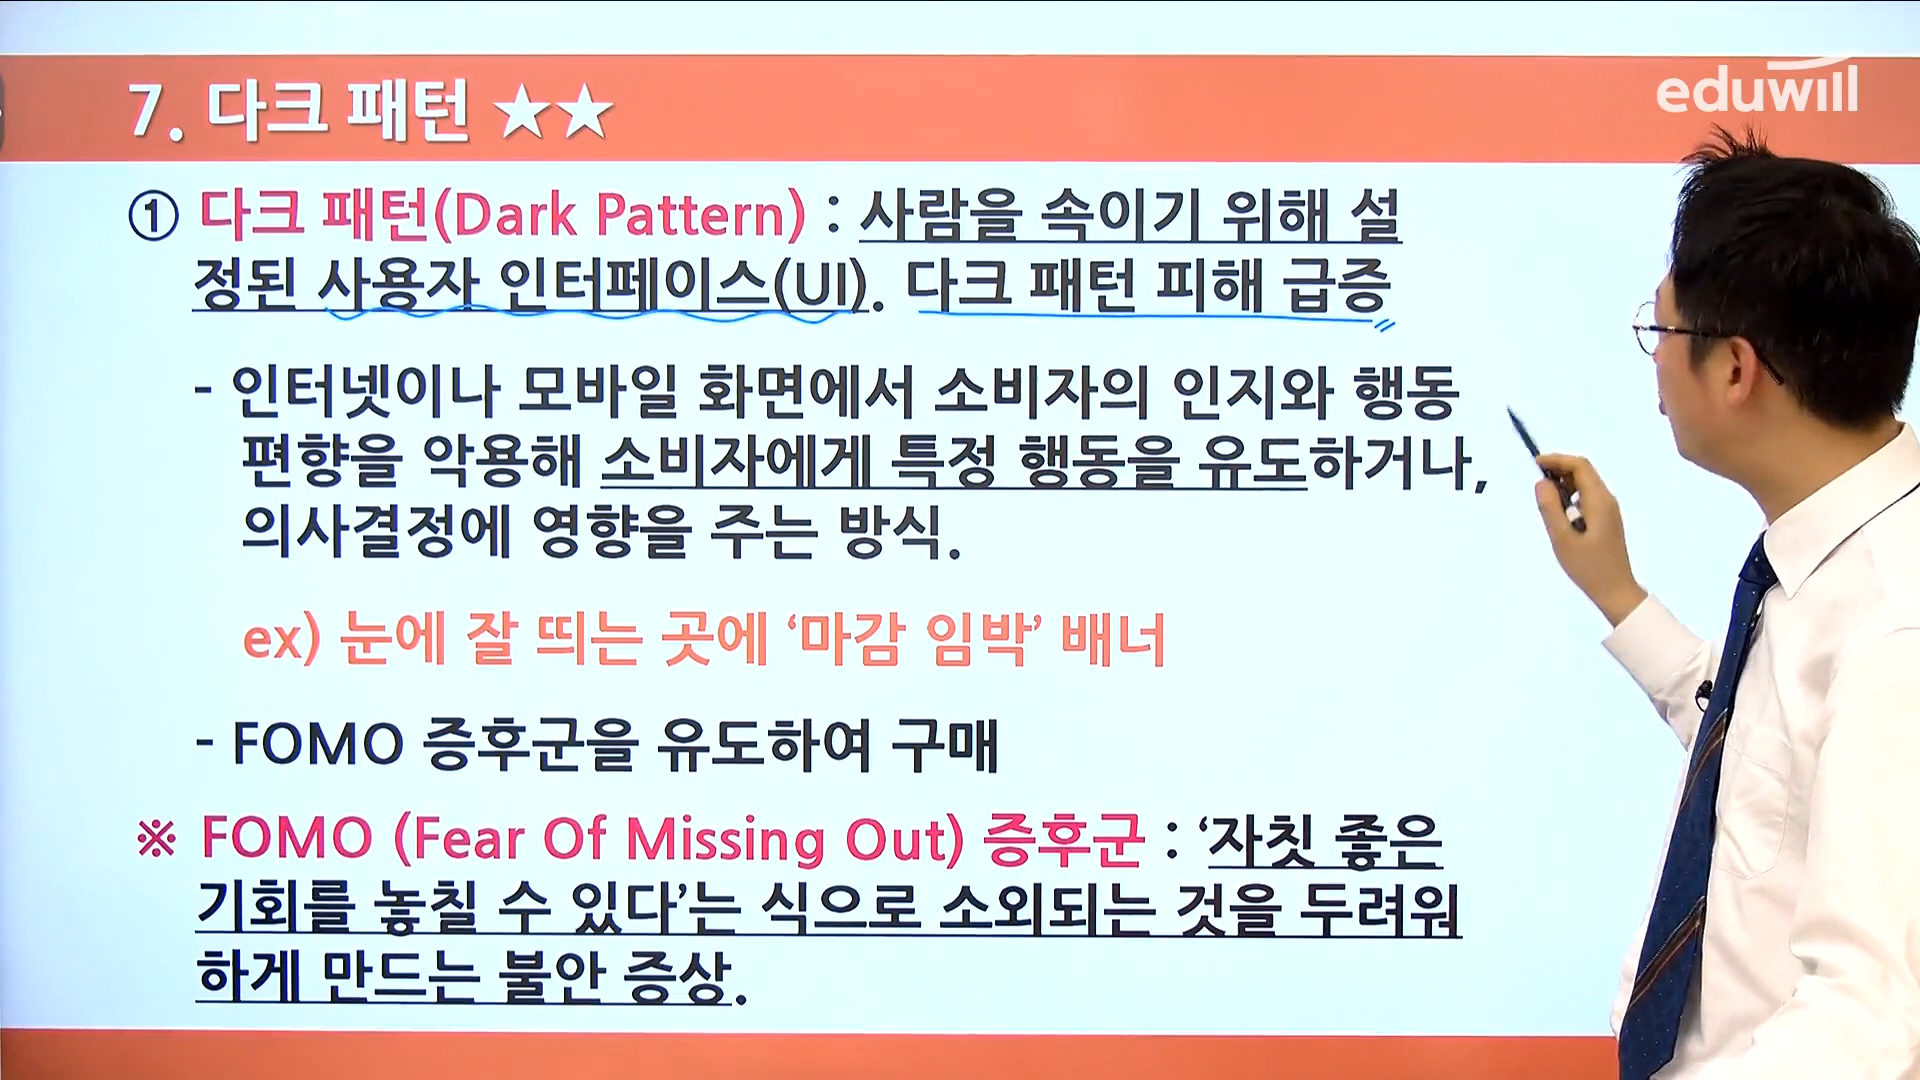 eduwill
7. 다크 패턴 ★★
① 다크 패턴(Dark Pattern) : 사람을 속이기 위해 설
정된 사용자 인터페이스(UI). 다크 패턴 피해 급증
- 인터넷이나 모바일 화면에서 소비자의 인지와 행동
편향을 악용해 소비자에게 특정 행동을 유도하거나,
의사결정에 영향을 주는 방식.
ex) 눈에 잘 띄는 곳에 ‘마감 임박’ 배너
- FOMO 증후군을 유도하여 구매
※ FOMO (Fear Of Missing Out) 증후군 : ‘자칫 좋은
기회를 놓칠 수 있다’는 식으로 소외되는 것을 두려워
하게 만드는 불안 증상.